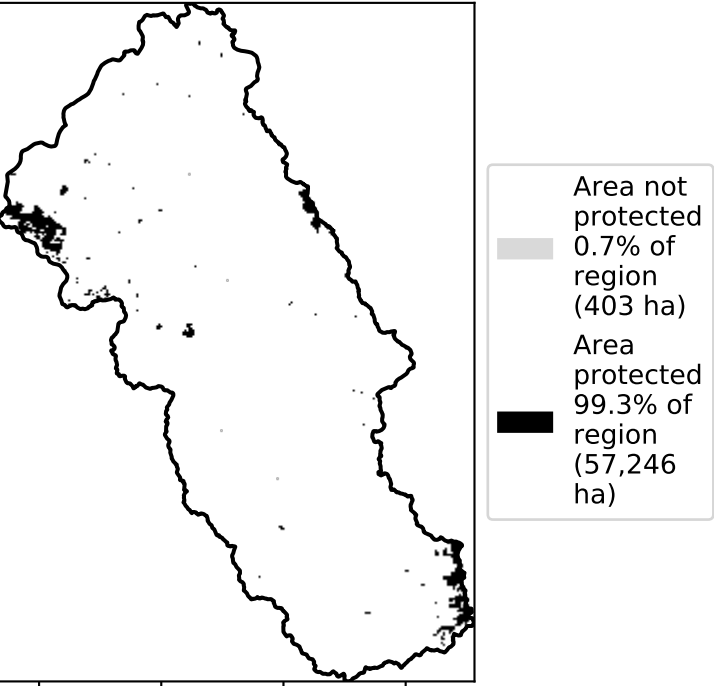 Area not
protected
0.7% of
region
(403 ha)
Area
protected
99.3% of
region
(57,246
ha)